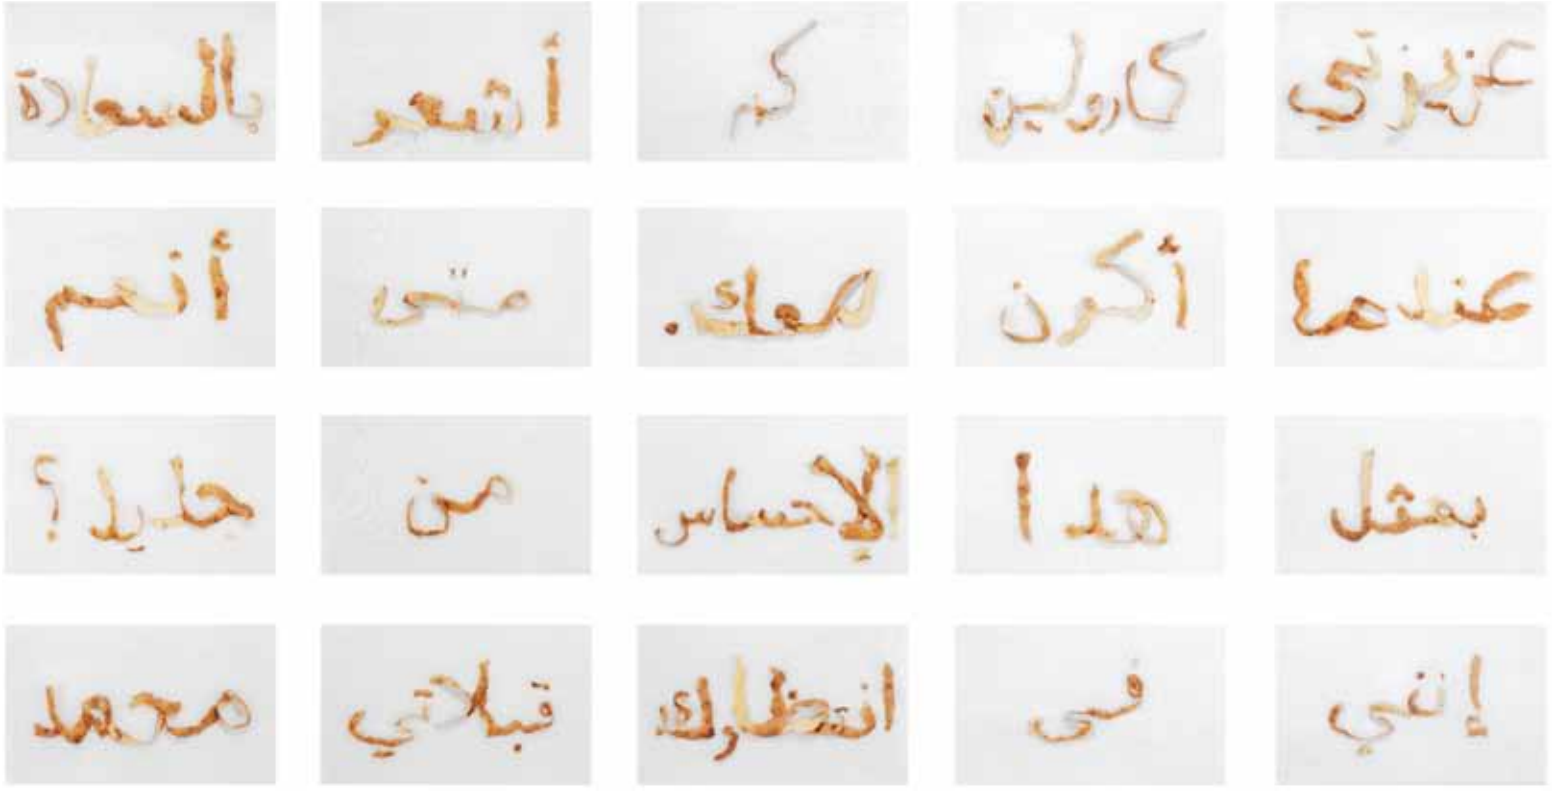 عزيزتي كارولين كم أشعر بالسعادة
عندما أكون معك. متى أنعم
بمثل هدا الإحساس من جديد؟
إنني في انتظارك قبلاتي محمد